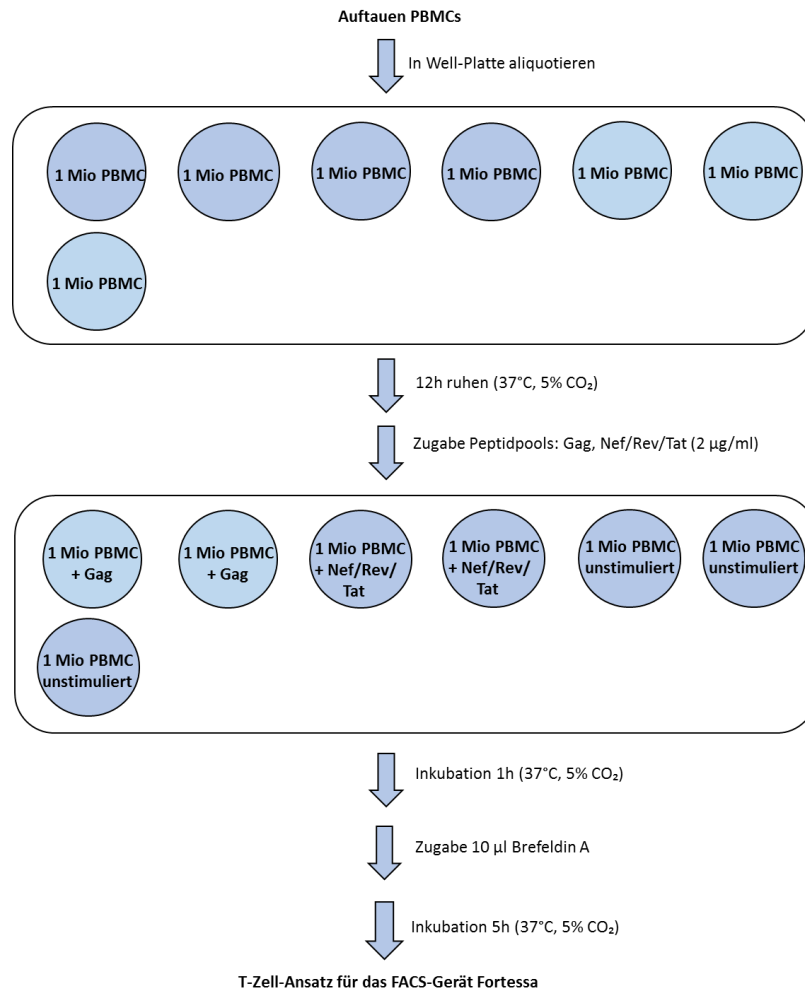 Auftauen PBMCs
In Well-Platte aliquotieren
1 Mio PBMC
1 Mio PBMC
1 Mio PBMC
1 Mio PBMC
1 Mio PBMC
1 Mio PBMC
1 Mio PBMC
12h ruhen (37°C, 5% CO₂)
Zugabe Peptidpools: Gag, Nef/Rev/Tat (2 µg/ml)
1 Mio PBMC
+ Gag
1 Mio PBMC
+ Gag
1 Mio PBMC
+ Nef/Rev/
Tat
1 Mio PBMC
+ Nef/Rev/
Tat
1 Mio PBMC
unstimuliert
1 Mio PBMC
unstimuliert
1 Mio PBMC
unstimuliert
Inkubation 1h (37°C, 5% CO₂)
Zugabe 10 µl Brefeldin A
Inkubation 5h (37°C, 5% CO₂)
T-Zell-Ansatz für das FACS-Gerät Fortessa